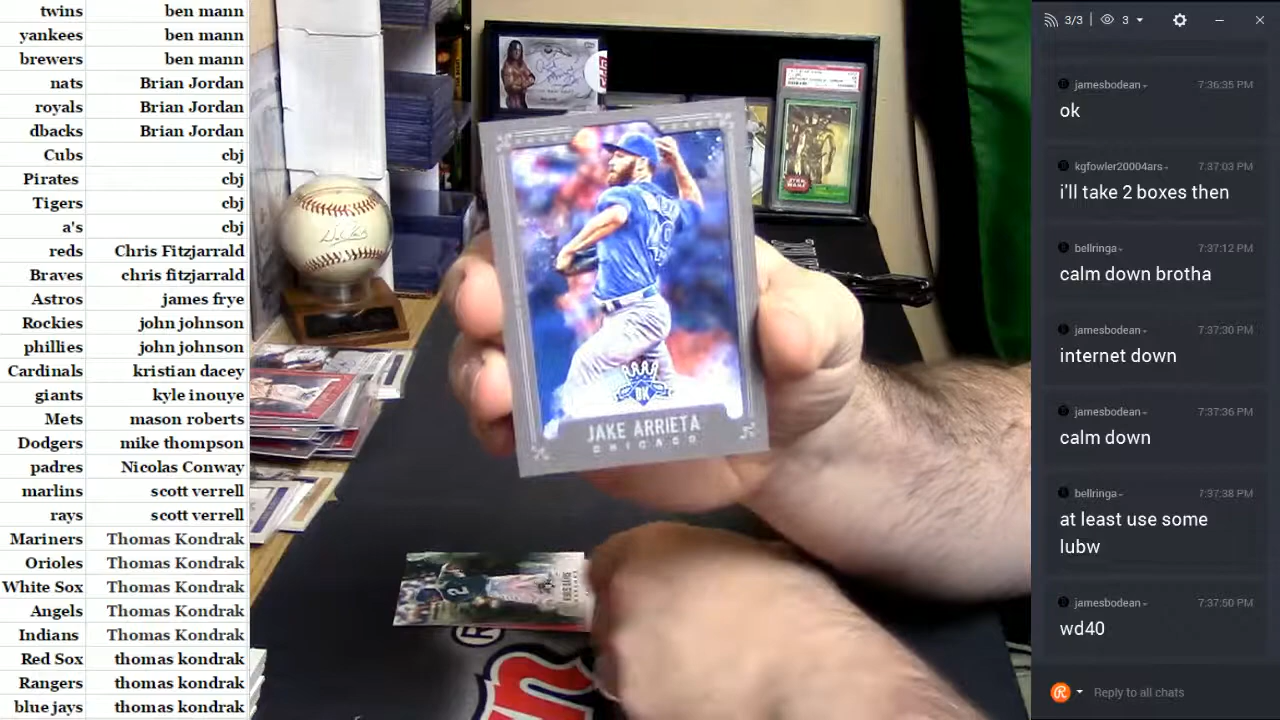 twins ben mann
yankees ben mann
brewers ben mann
nats Brian Jordan
royals Brian Jordan
dbacks Brian Jordan
Cubs cbj
Pirates cbj
Tigers cbj
a's cbj
reds Chris Fitzjarrald
Braves chris fitzjarrald
Astros james frye
Rockies john johnson
phillies john johnson
Cardinals kristian dacey
giants kyle inouye
Mets mason roberts
Dodgers mike thompson
padres Nicolas Conway
marlins scott verrell
rays scott verrell
Mariners Thomas Kondrak
Orioles Thomas Kondrak
White Sox Thomas Kondrak
Angels Thomas Kondrak
Indians Thomas Kondrak
Red Sox thomas kondrak
Rangers thomas kondrak
blue jays thomas kondrak
STAR WARS
DK
JAKE ARRIETA
CHICAGO
2
3/3 3
jamesbodean 7:36:35 PM
ok
kgfowler20004ars 7:37:03 PM
i'll take 2 boxes then
bellringa 7:37:12 PM
calm down brotha
jamesbodean 7:37:30 PM
internet down
jamesbodean 7:37:36 PM
calm down
bellringa 7:37:38 PM
at least use some
lubw
jamesbodean 7:37:50 PM
wd40
Reply to all chats